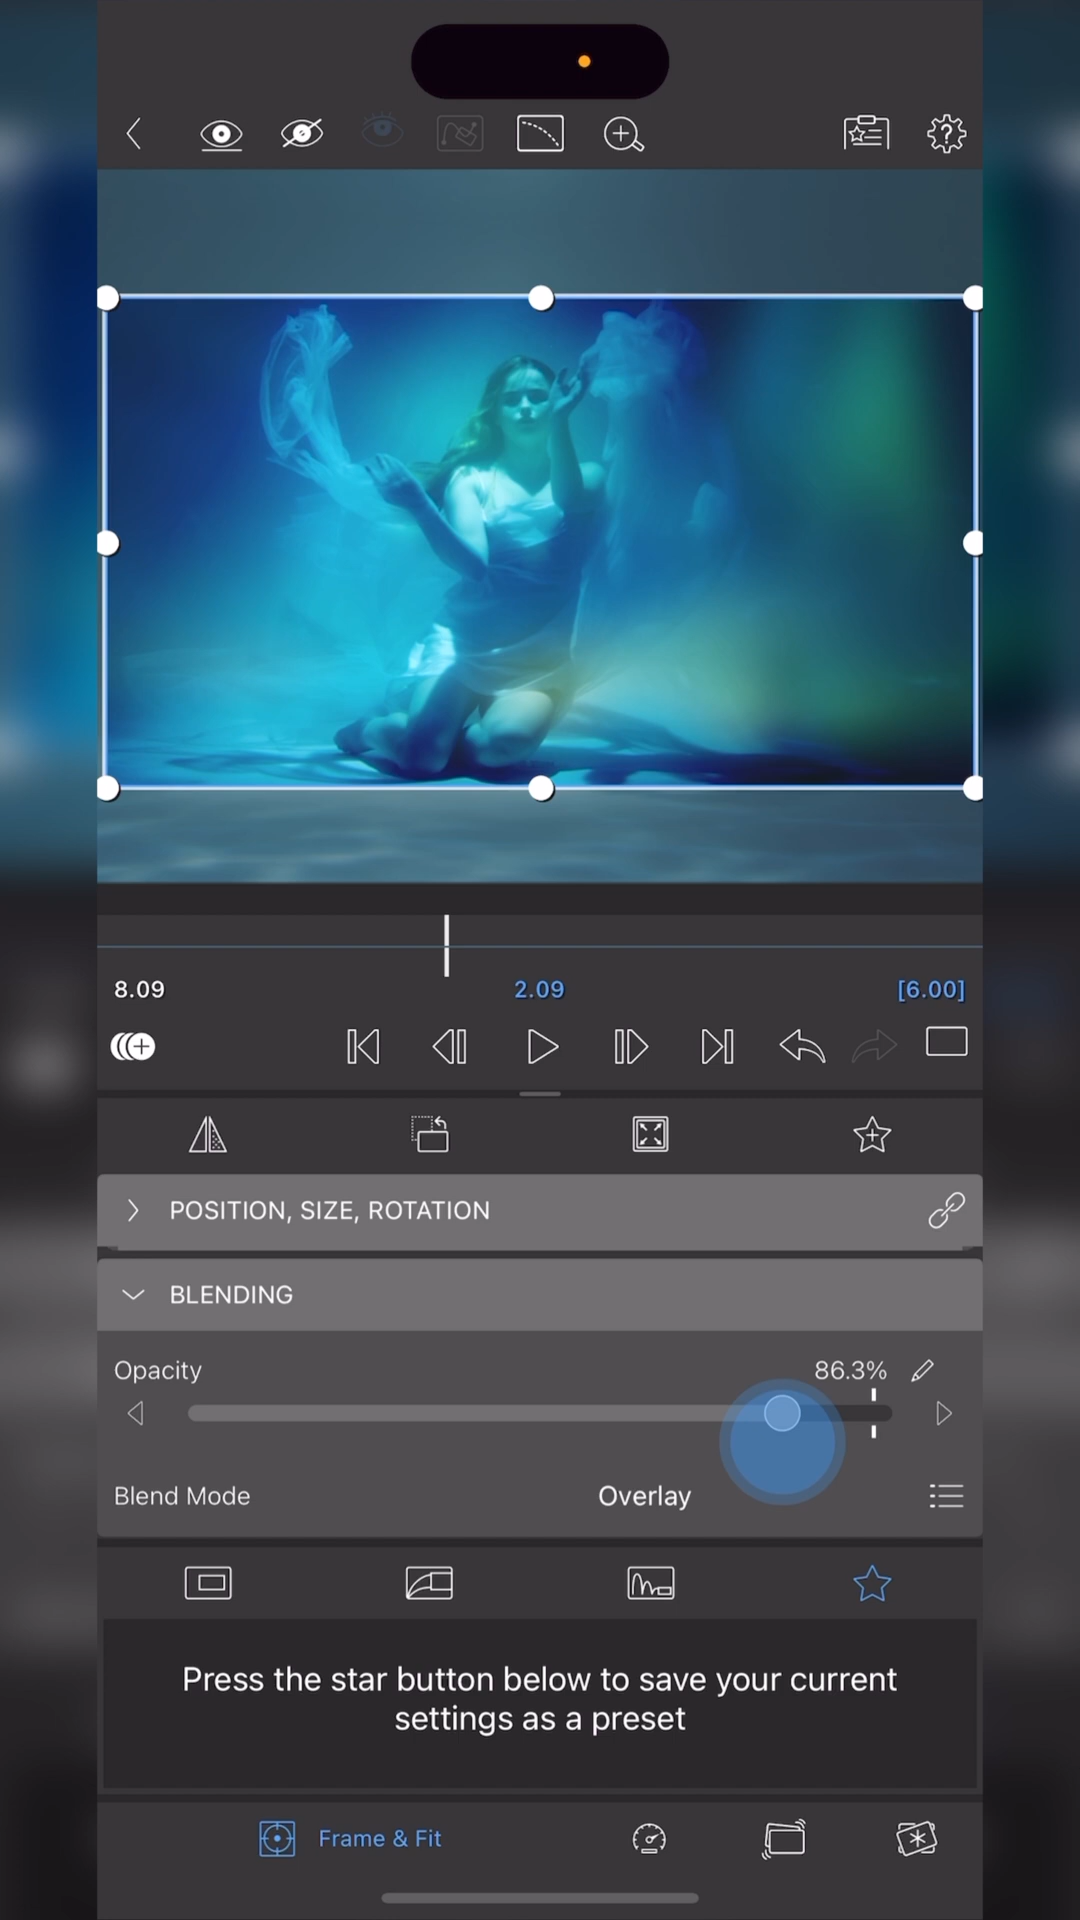 8.09
2.09
[6.00]
POSITION, SIZE, ROTATION
BLENDING
Opacity
86.3%
Blend Mode
Overlay
Press the star button below to save your current
settings as a preset
Frame & Fit